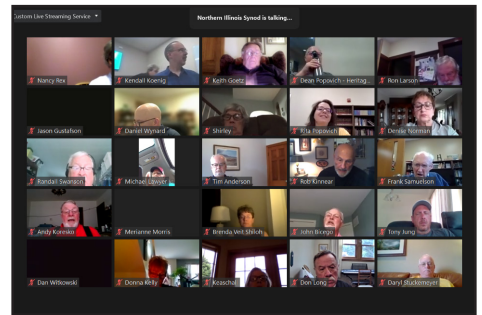 Custom Live Streaming Service
Northern Illinois Synod is talking...
Nancy Rex
Kendall Koenig
Keith Goetz
Dean Popovich - Heritag...
Ron Larson
Jason Gustafson
Daniel Wynard
Shirley
Rita Popovich
Denise Norman
Randall Swanson
Michael Lawyer
Tim Anderson
Rob Kinnear
Frank Samuelson
Andy Koresko
Merianne Morris
Brenda Veit Shiloh
John Bicego
Tony Jung
Dan Witkowski
Donna Kelly
Keaschal
Don Long
Daryl Stuckemeyer